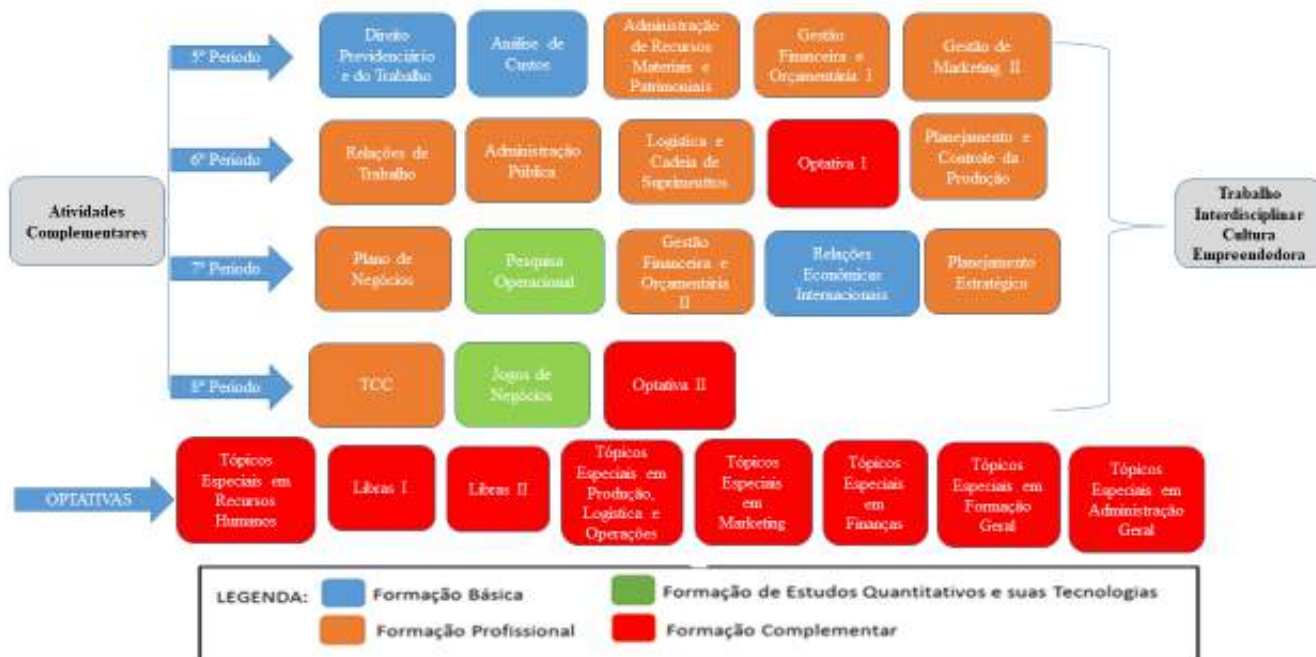 5º Período
Direito
Previdenciário
e do Trabalho
Análise de
Custos
Administração
de Recursos
Materiais e
Patrimoniais
Gestão
Financeira e
Orçamentária I
Gestão de
Marketing II
6º Período
Relações de
Trabalho
Administração
Pública
Logística e
Cadeia de
Optativa I
Planejamento e
Controle da
Produção
Atividades
Complementares
Trabalho
Interdisciplinar
Cultura
Empreendedora
7º Período
Plano de
Negócios
Pesquisa
Operacional
Gestão
Financeira e
Orçamentária
II
Relações
Econômicas
Internacionais
Planejamento
Estratégico
8º Período
TCC
Jogos de
Negócios
Optativa II
OPTATIVAS
Tópicos
Especiais em
Recursos
Humanos
Libras I
Libras II
Tópicos
Especiais em
Produção,
Logística e
Operações
Tópicos
Especiais
em
Marketing
Tópicos
Especiais
em
Finanças
Tópicos
Especiais em
Formação
Geral
Tópicos
Especiais em
Administração
Geral
LEGENDA:
Formação Básica
Formação de Estudos Quantitativos e suas Tecnologias
Formação Profissional
Formação Complementar